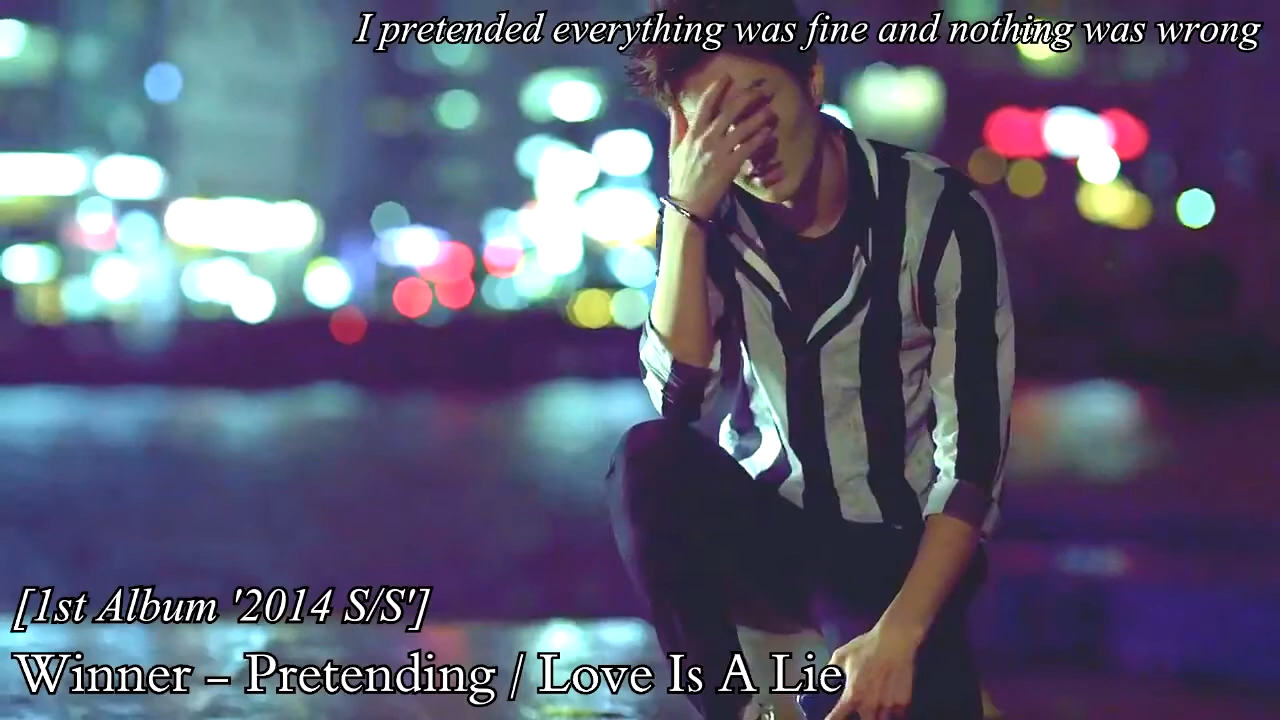 I pretended everything was fine and nothing was wrong
[1st Album '2014 S/S']
Winner – Pretending / Love Is A Lie